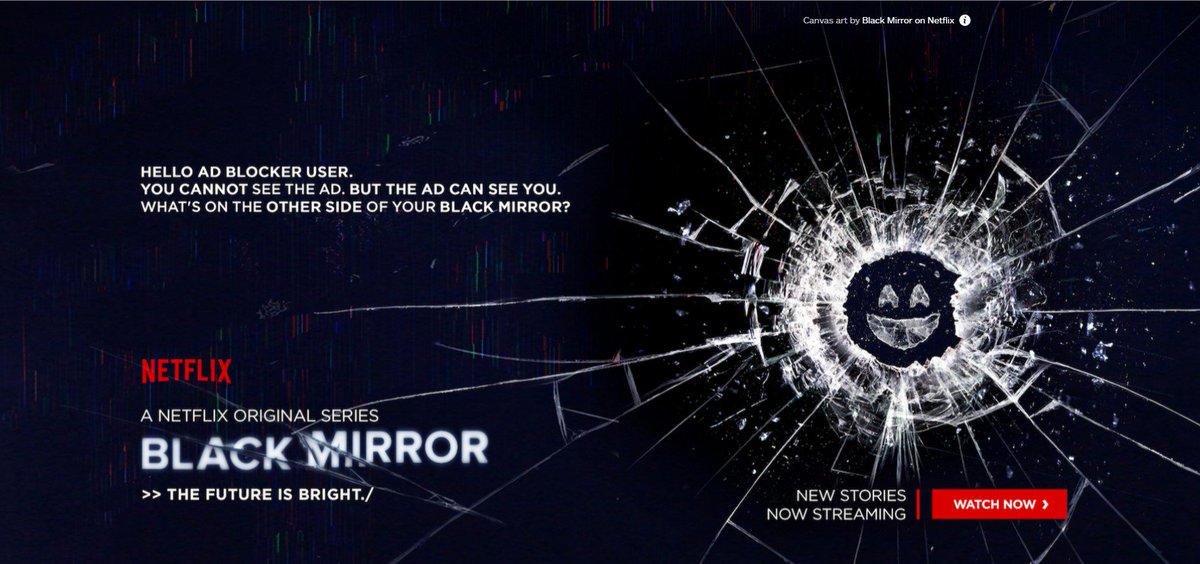 Canvas art by Black Mirror on Netflix i
HELLO AD BLOCKER USER.
YOU CANNOT SEE THE AD. BUT THE AD CAN SEE YOU.
WHAT'S ON THE OTHER SIDE OF YOUR BLACK MIRROR?
NETFLIX
A NETFLIX ORIGINAL SERIES
BLACK MIRROR
>> THE FUTURE IS BRIGHT./
NEW STORIES
NOW STREAMING
WATCH NOW ❯